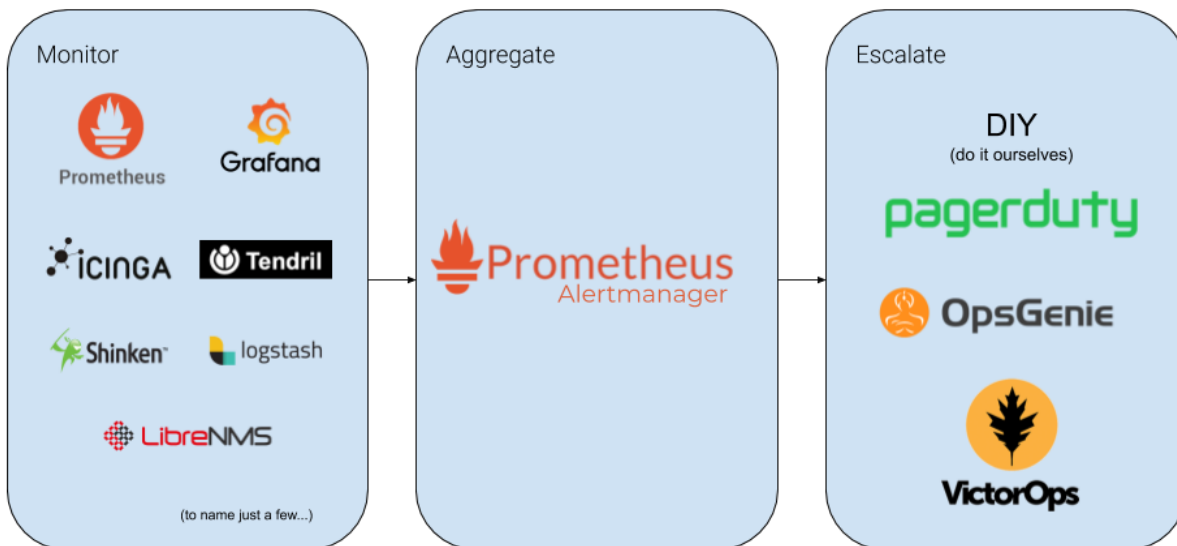 Monitor
Prometheus
Grafana
ICINGA
Tendril
Shinken™
logstash
LibreNMS
(to name just a few...)
Aggregate
Prometheus
Alertmanager
Escalate
DIY
(do it ourselves)
pagerduty
OpsGenie
VictorOps